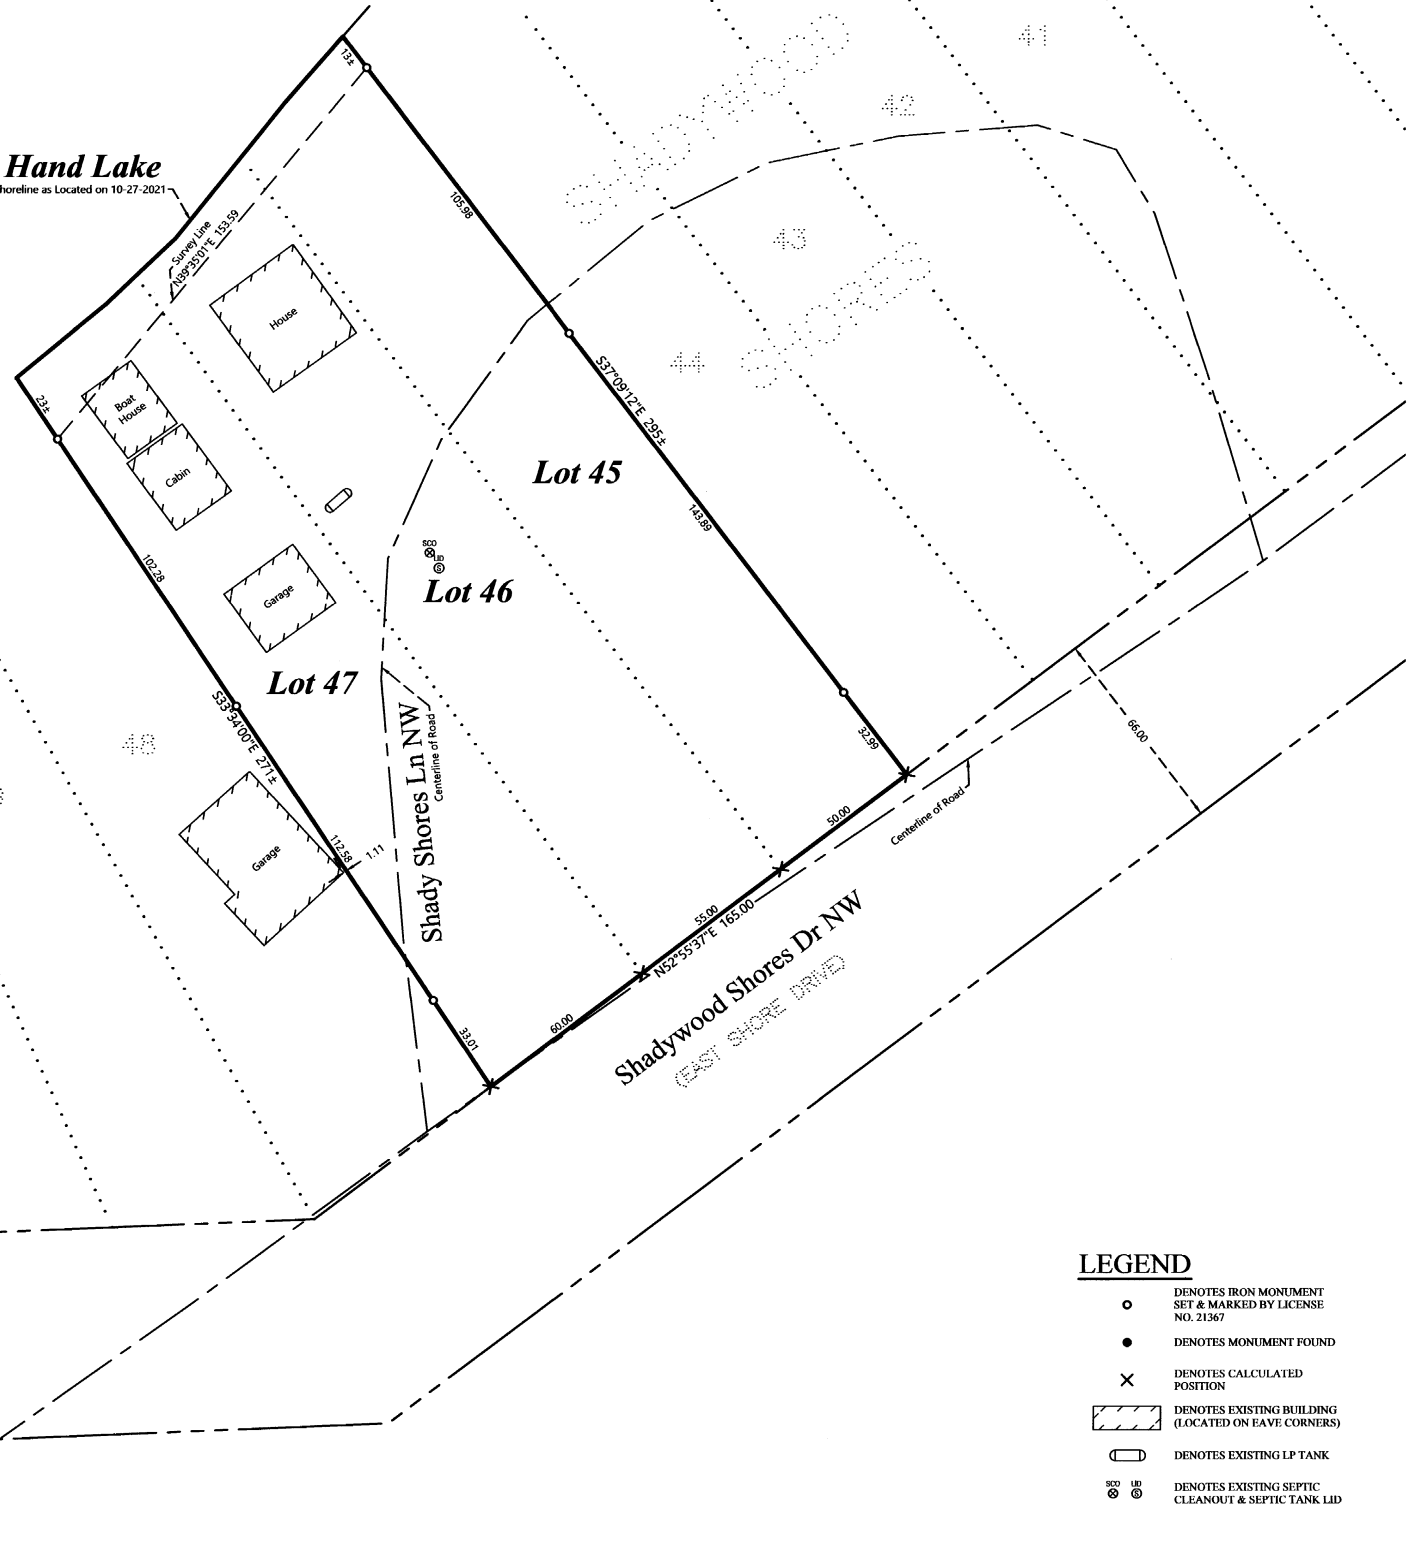 41
SHADYWOOD
42
13±
Hand Lake
horeline as Located on 10-27-2021
105.98
Survey Line
N39°35'01"E 153.59
43
SHORES
House
44
S37°09'12"E 295±
23±
Boat
House
Cabin
Lot 45
143.89
SCO
LID
S
Lot 46
102.28
Garage
Lot 47
S33°34'00"E 271±
48
Shady Shores Ln NW
Centerline of Road
32.99
66.00
50.00
Centerline of Road
112.58
1.11
Garage
55.00
N52°55'37"E 165.00
Shadywood Shores Dr NW
(EAST SHORE DRIVE)
60.00
33.01
LEGEND
DENOTES IRON MONUMENT
SET & MARKED BY LICENSE
NO. 21367
DENOTES MONUMENT FOUND
DENOTES CALCULATED
POSITION
DENOTES EXISTING BUILDING
(LOCATED ON EAVE CORNERS)
DENOTES EXISTING LP TANK
SCO LID
S
DENOTES EXISTING SEPTIC
CLEANOUT & SEPTIC TANK LID